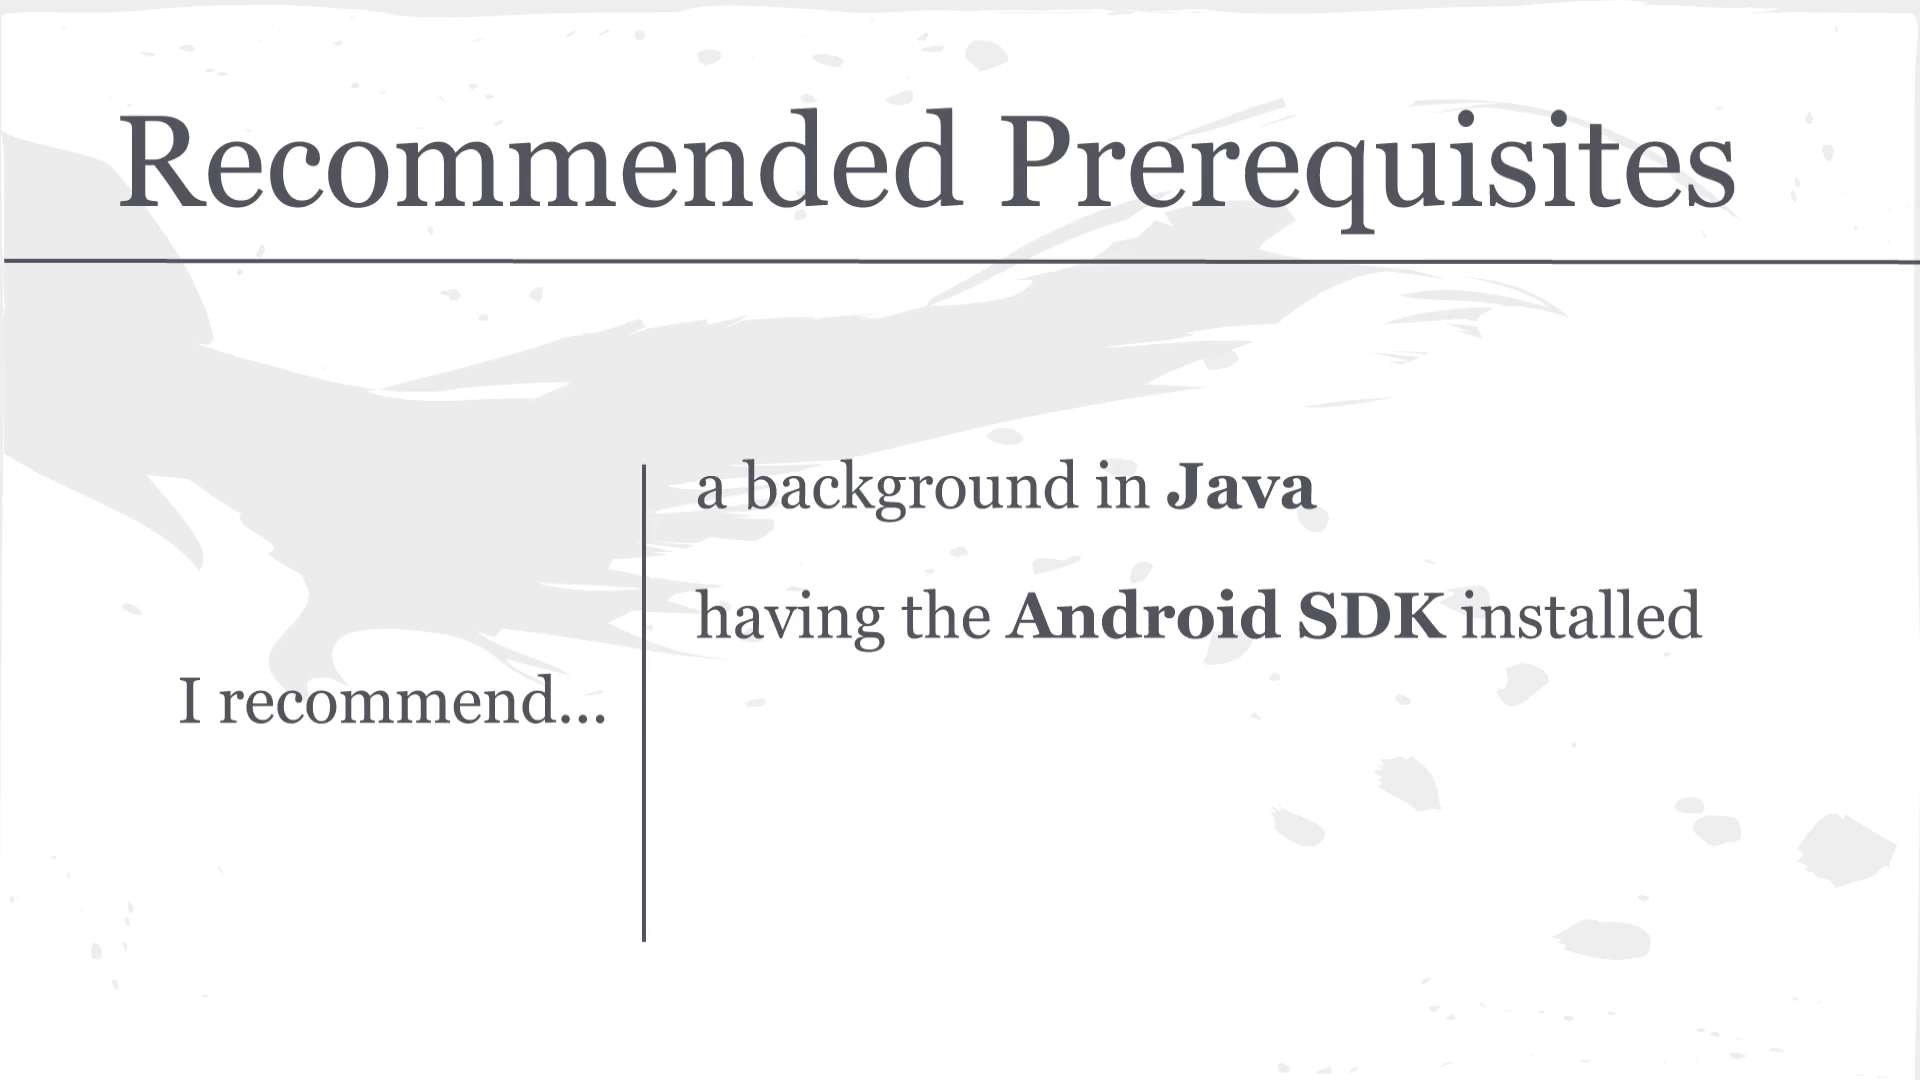 Recommended Prerequisites
I recommend...
a background in Java
having the Android SDK installed